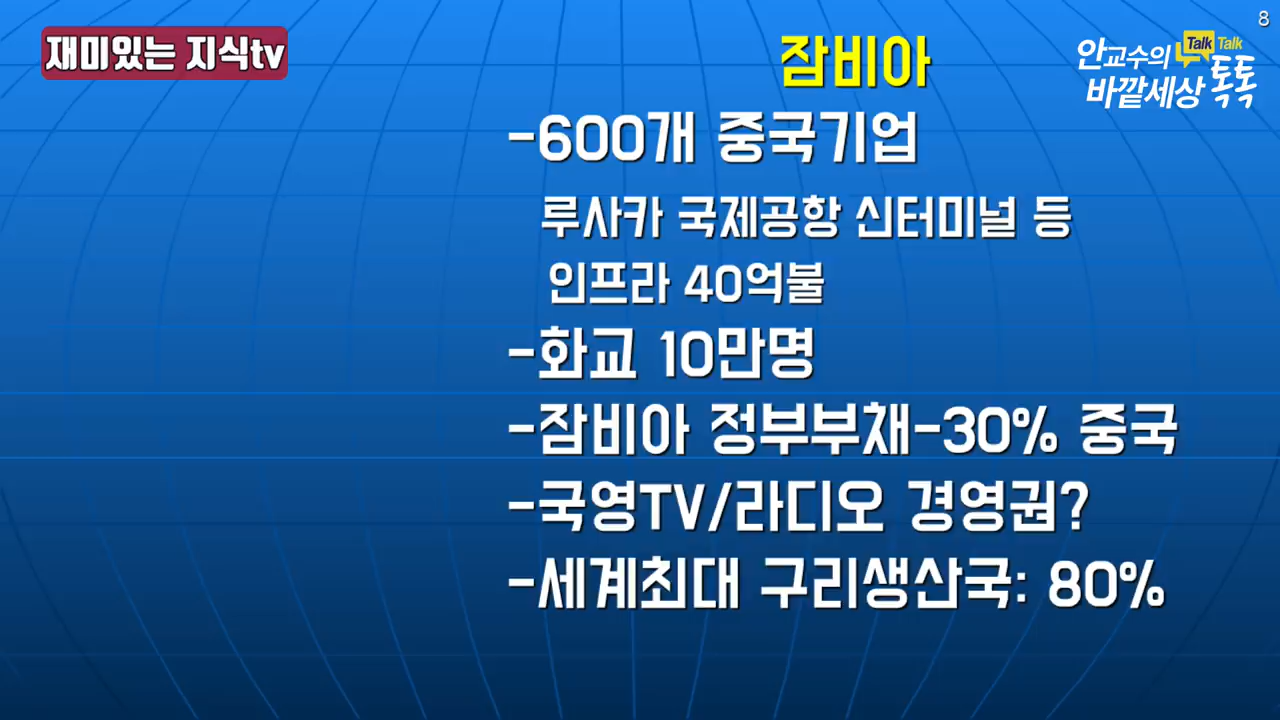 8
재미있는 지식tv
안교수의 Talk Talk
바깥세상 톡톡
잠비아
-600개 중국기업
루사카 국제공항 신터미널 등
인프라 40억불
-화교 10만명
-잠비아 정부부채-30% 중국
-국영TV/라디오 경영권?
-세계최대 구리생산국: 80%